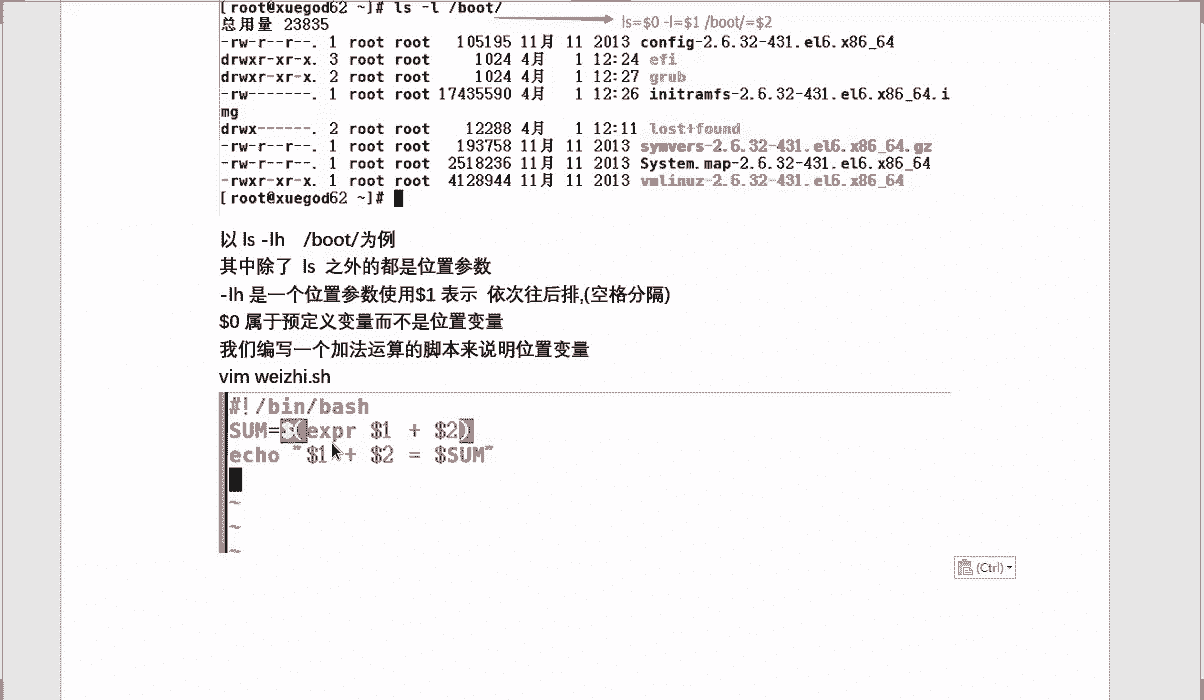 [root@xuegod62 ~]# ls -l /boot/
ls=$0 -l=$1 /boot/=$2
总用量 23835
-rw-r--r--. 1 root root 105195 11月 11 2013 config-2.6.32-431.el6.x86_64
drwxr-xr-x. 3 root root 1024 4月 1 12:24 efi
drwxr-xr-x. 2 root root 1024 4月 1 12:27 grub
-rw-------. 1 root root 17435590 4月 1 12:26 initramfs-2.6.32-431.el6.x86_64.i
mg
drwx------. 2 root root 12288 4月 1 12:11 lost+found
-rw-r--r--. 1 root root 193758 11月 11 2013 symvers-2.6.32-431.el6.x86_64.gz
-rw-r--r--. 1 root root 2518236 11月 11 2013 System.map-2.6.32-431.el6.x86_64
-rwxr-xr-x. 1 root root 4128944 11月 11 2013 vmlinuz-2.6.32-431.el6.x86_64
[root@xuegod62 ~]#
以 ls -lh /boot/为例
其中除了 ls 之外的都是位置参数
-lh 是一个位置参数使用$1 表示 依次往后排,(空格分隔)
$0 属于预定义变量而不是位置变量
我们编写一个加法运算的脚本来说明位置变量
vim weizhi.sh
#!/bin/bash
SUM=$(expr $1 + $2)
echo "$1 + $2 = $SUM"
~
~
~
(Ctrl)